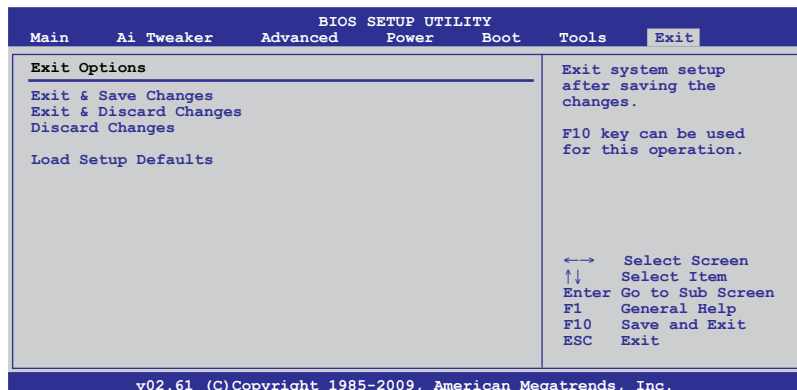 BIOS SETUP UTILITY
Main Ai Tweaker Advanced Power Boot Tools Exit
Exit Options
Exit & Save Changes
Exit & Discard Changes
Discard Changes
Load Setup Defaults
Exit system setup
after saving the
changes.
F10 key can be used
for this operation.
←→ Select Screen
↑↓ Select Item
Enter Go to Sub Screen
F1 General Help
F10 Save and Exit
ESC Exit
v02.61 (C)Copyright 1985-2009, American Megatrends, Inc.